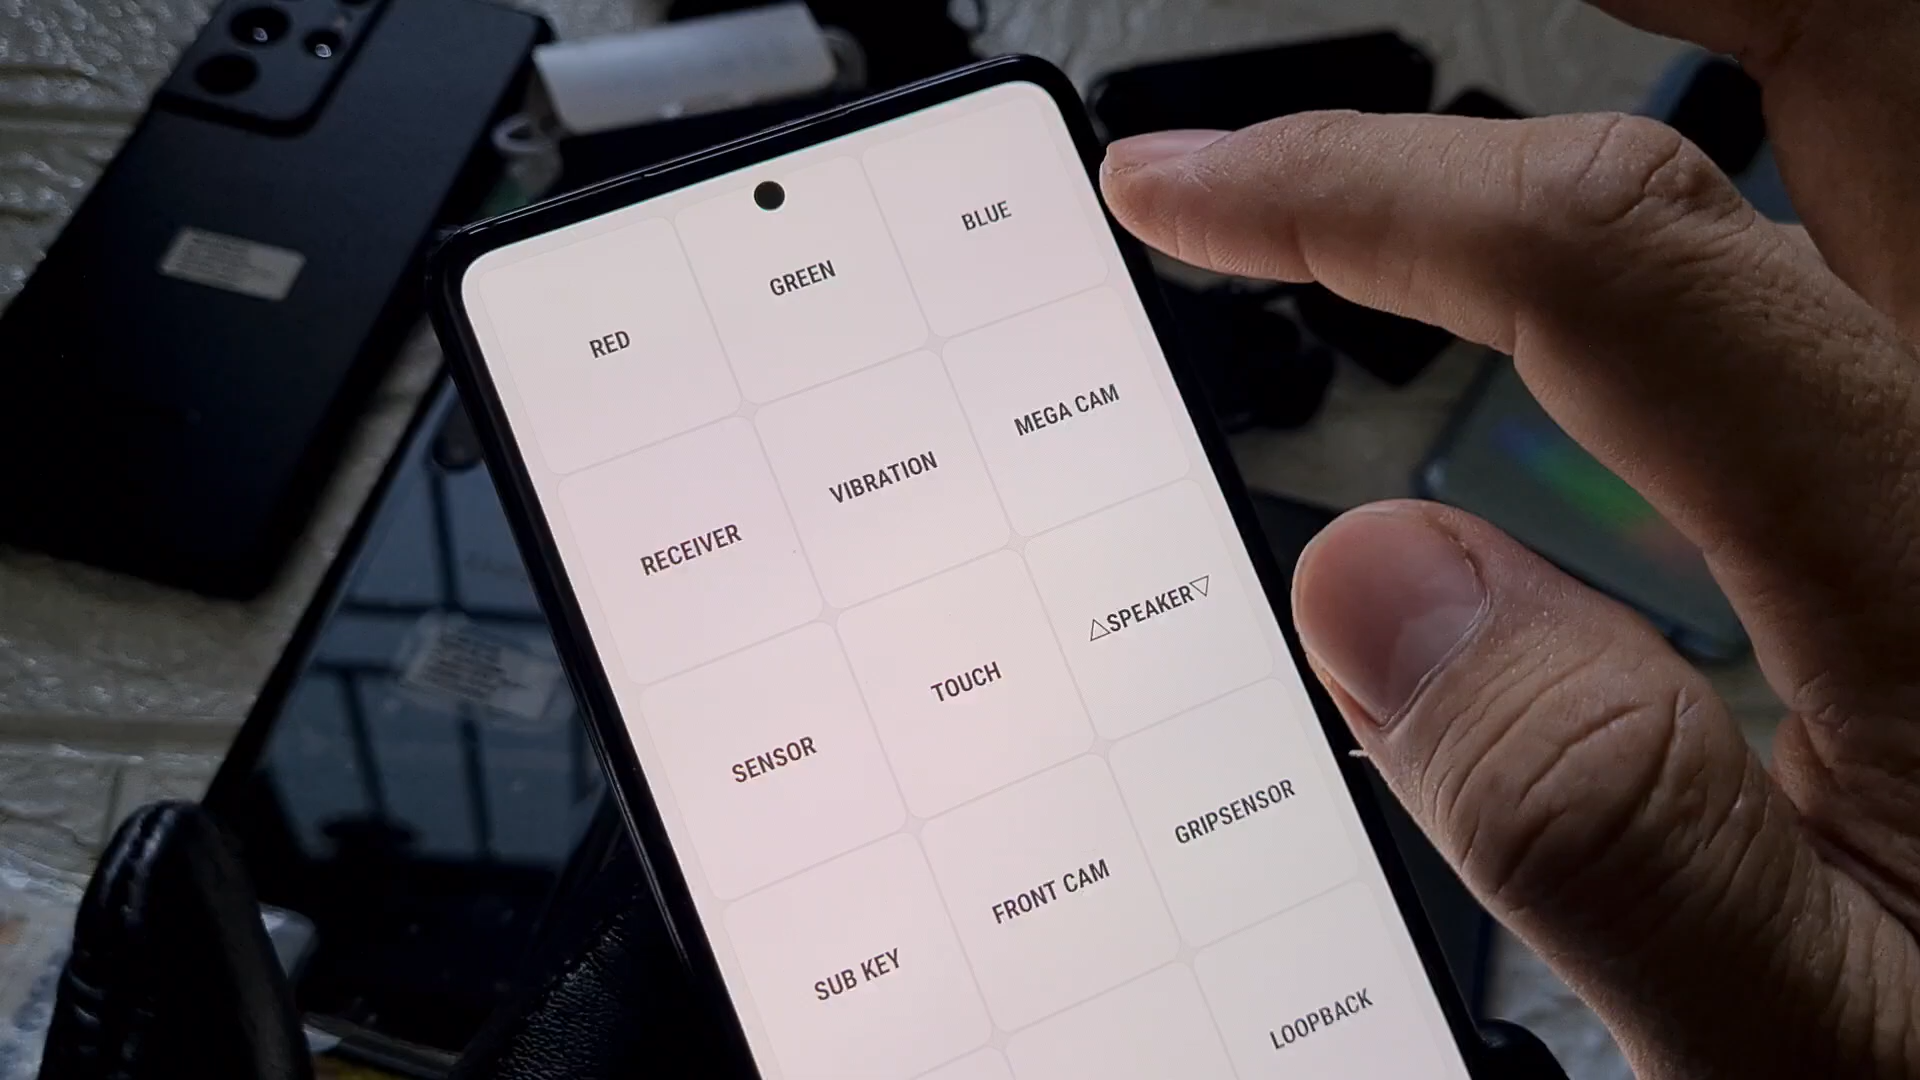 RED
GREEN
BLUE
RECEIVER
VIBRATION
MEGA CAM
SENSOR
TOUCH
△SPEAKER▽
SUB KEY
FRONT CAM
GRIPSENSOR
LOOPBACK